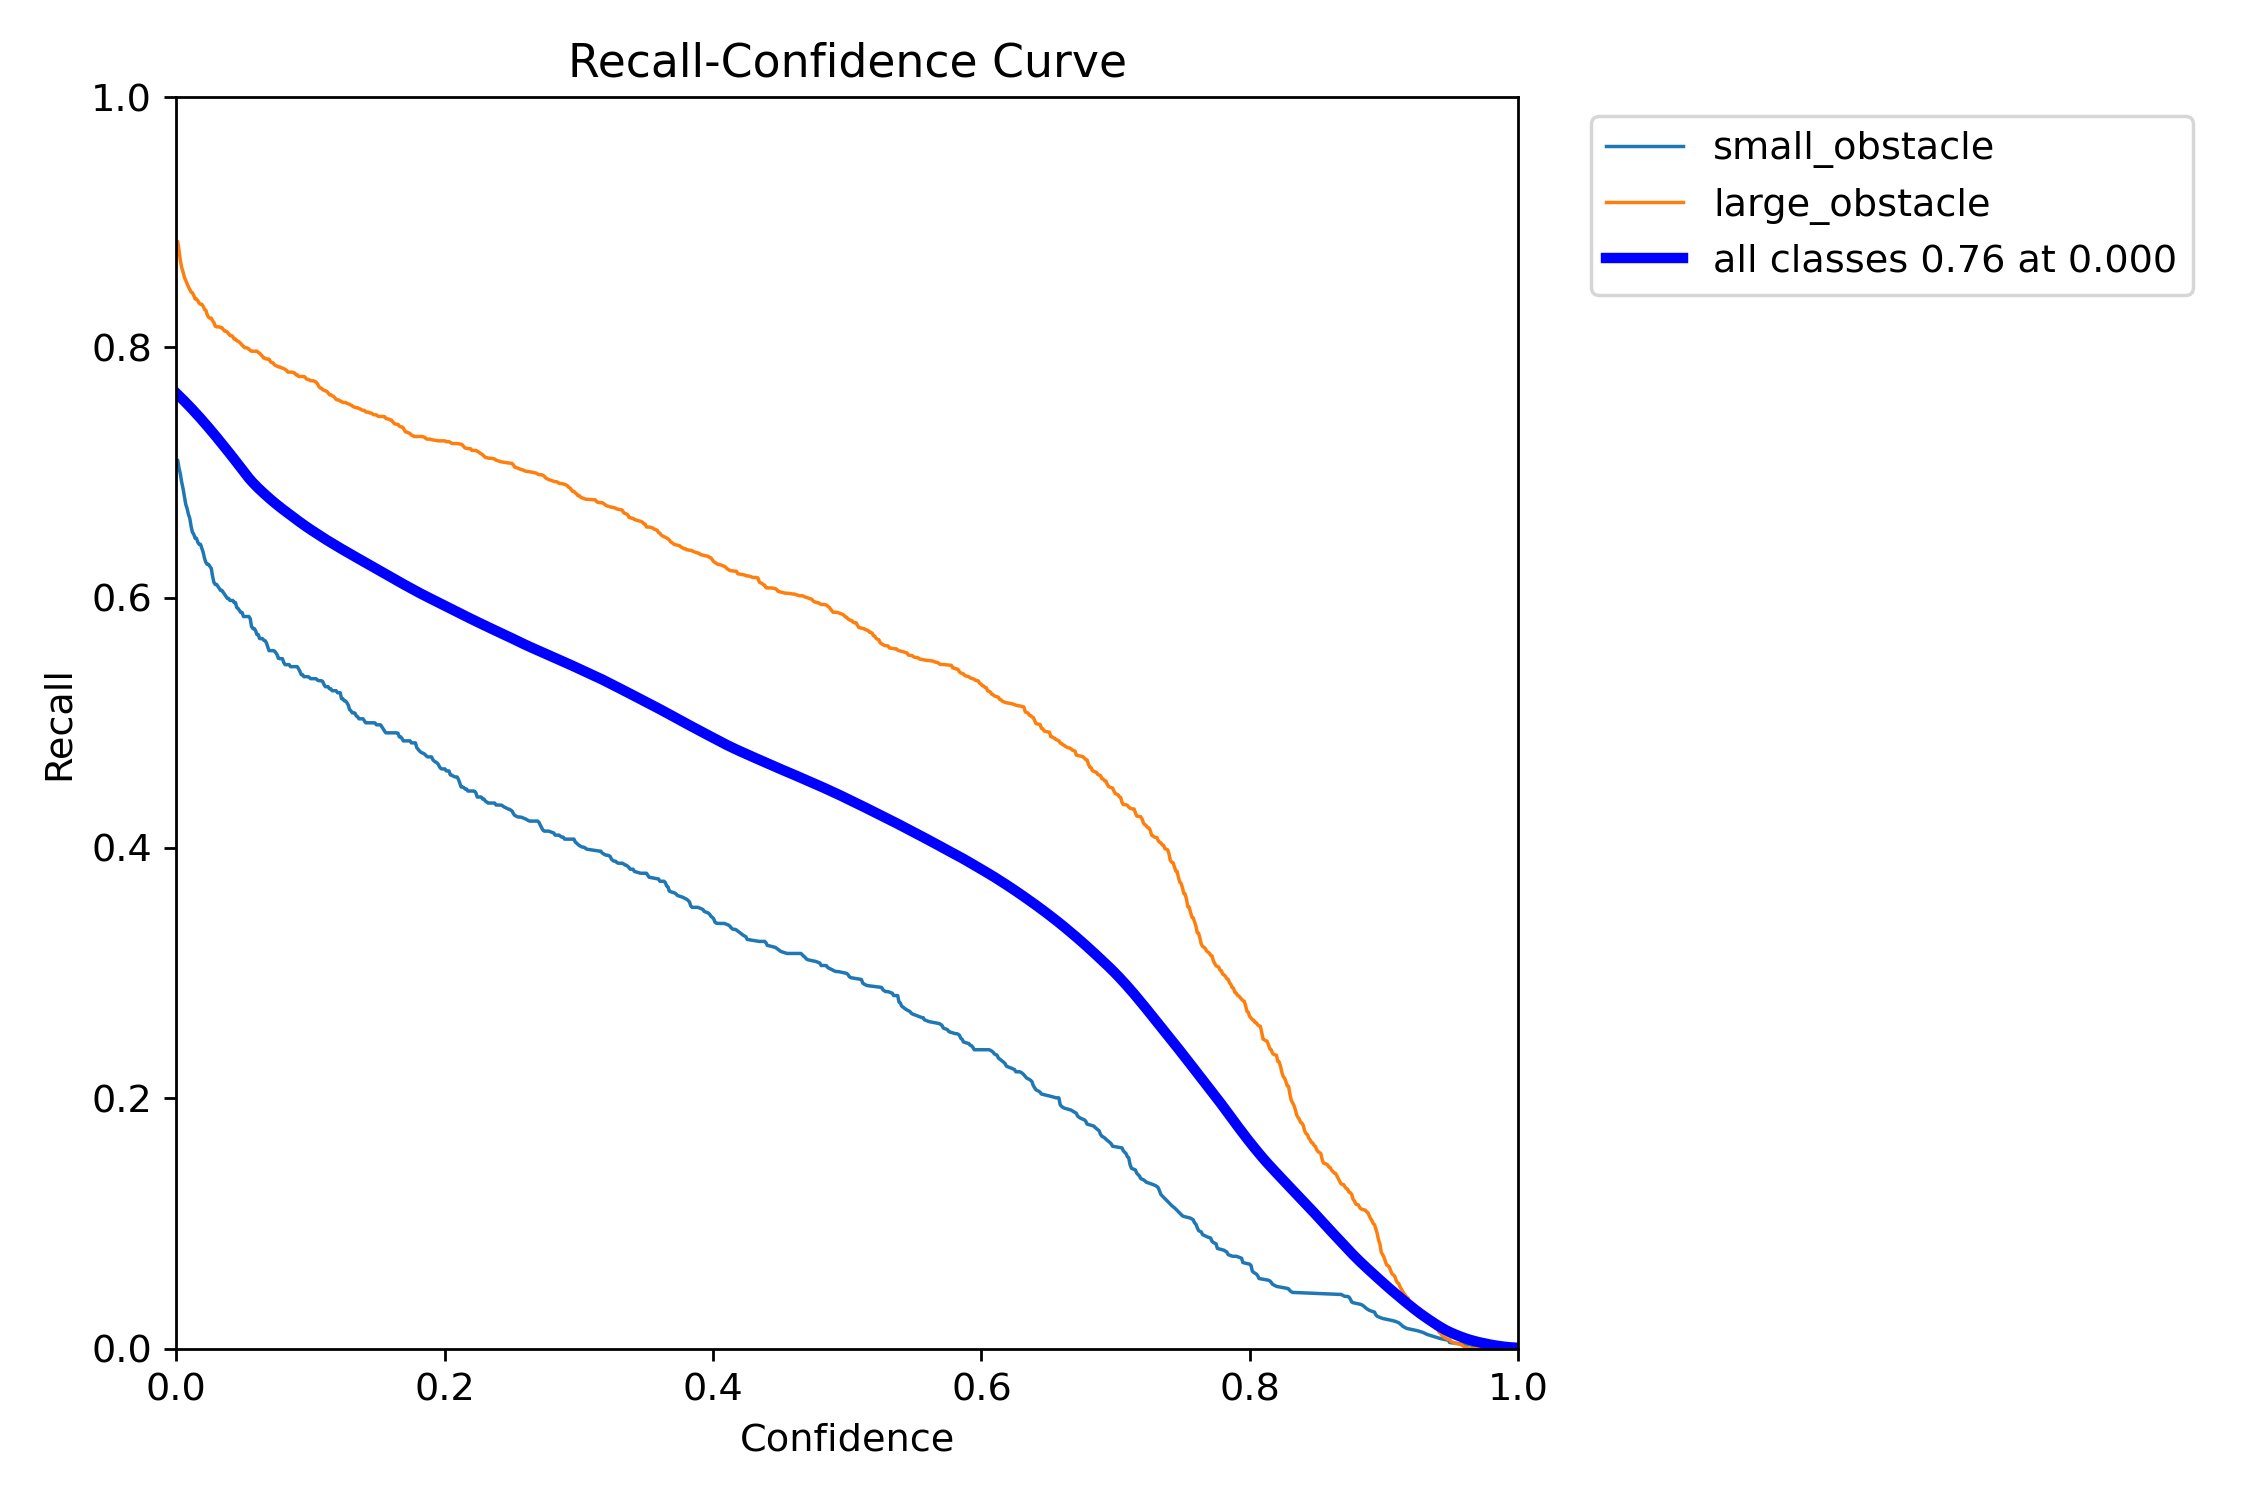 Recall-Confidence Curve
1.0
0.8
0.6
0.4
0.2
0.0
Recall
0.0 0.2 0.4 0.6 0.8 1.0
Confidence
small_obstacle
large_obstacle
all classes 0.76 at 0.000